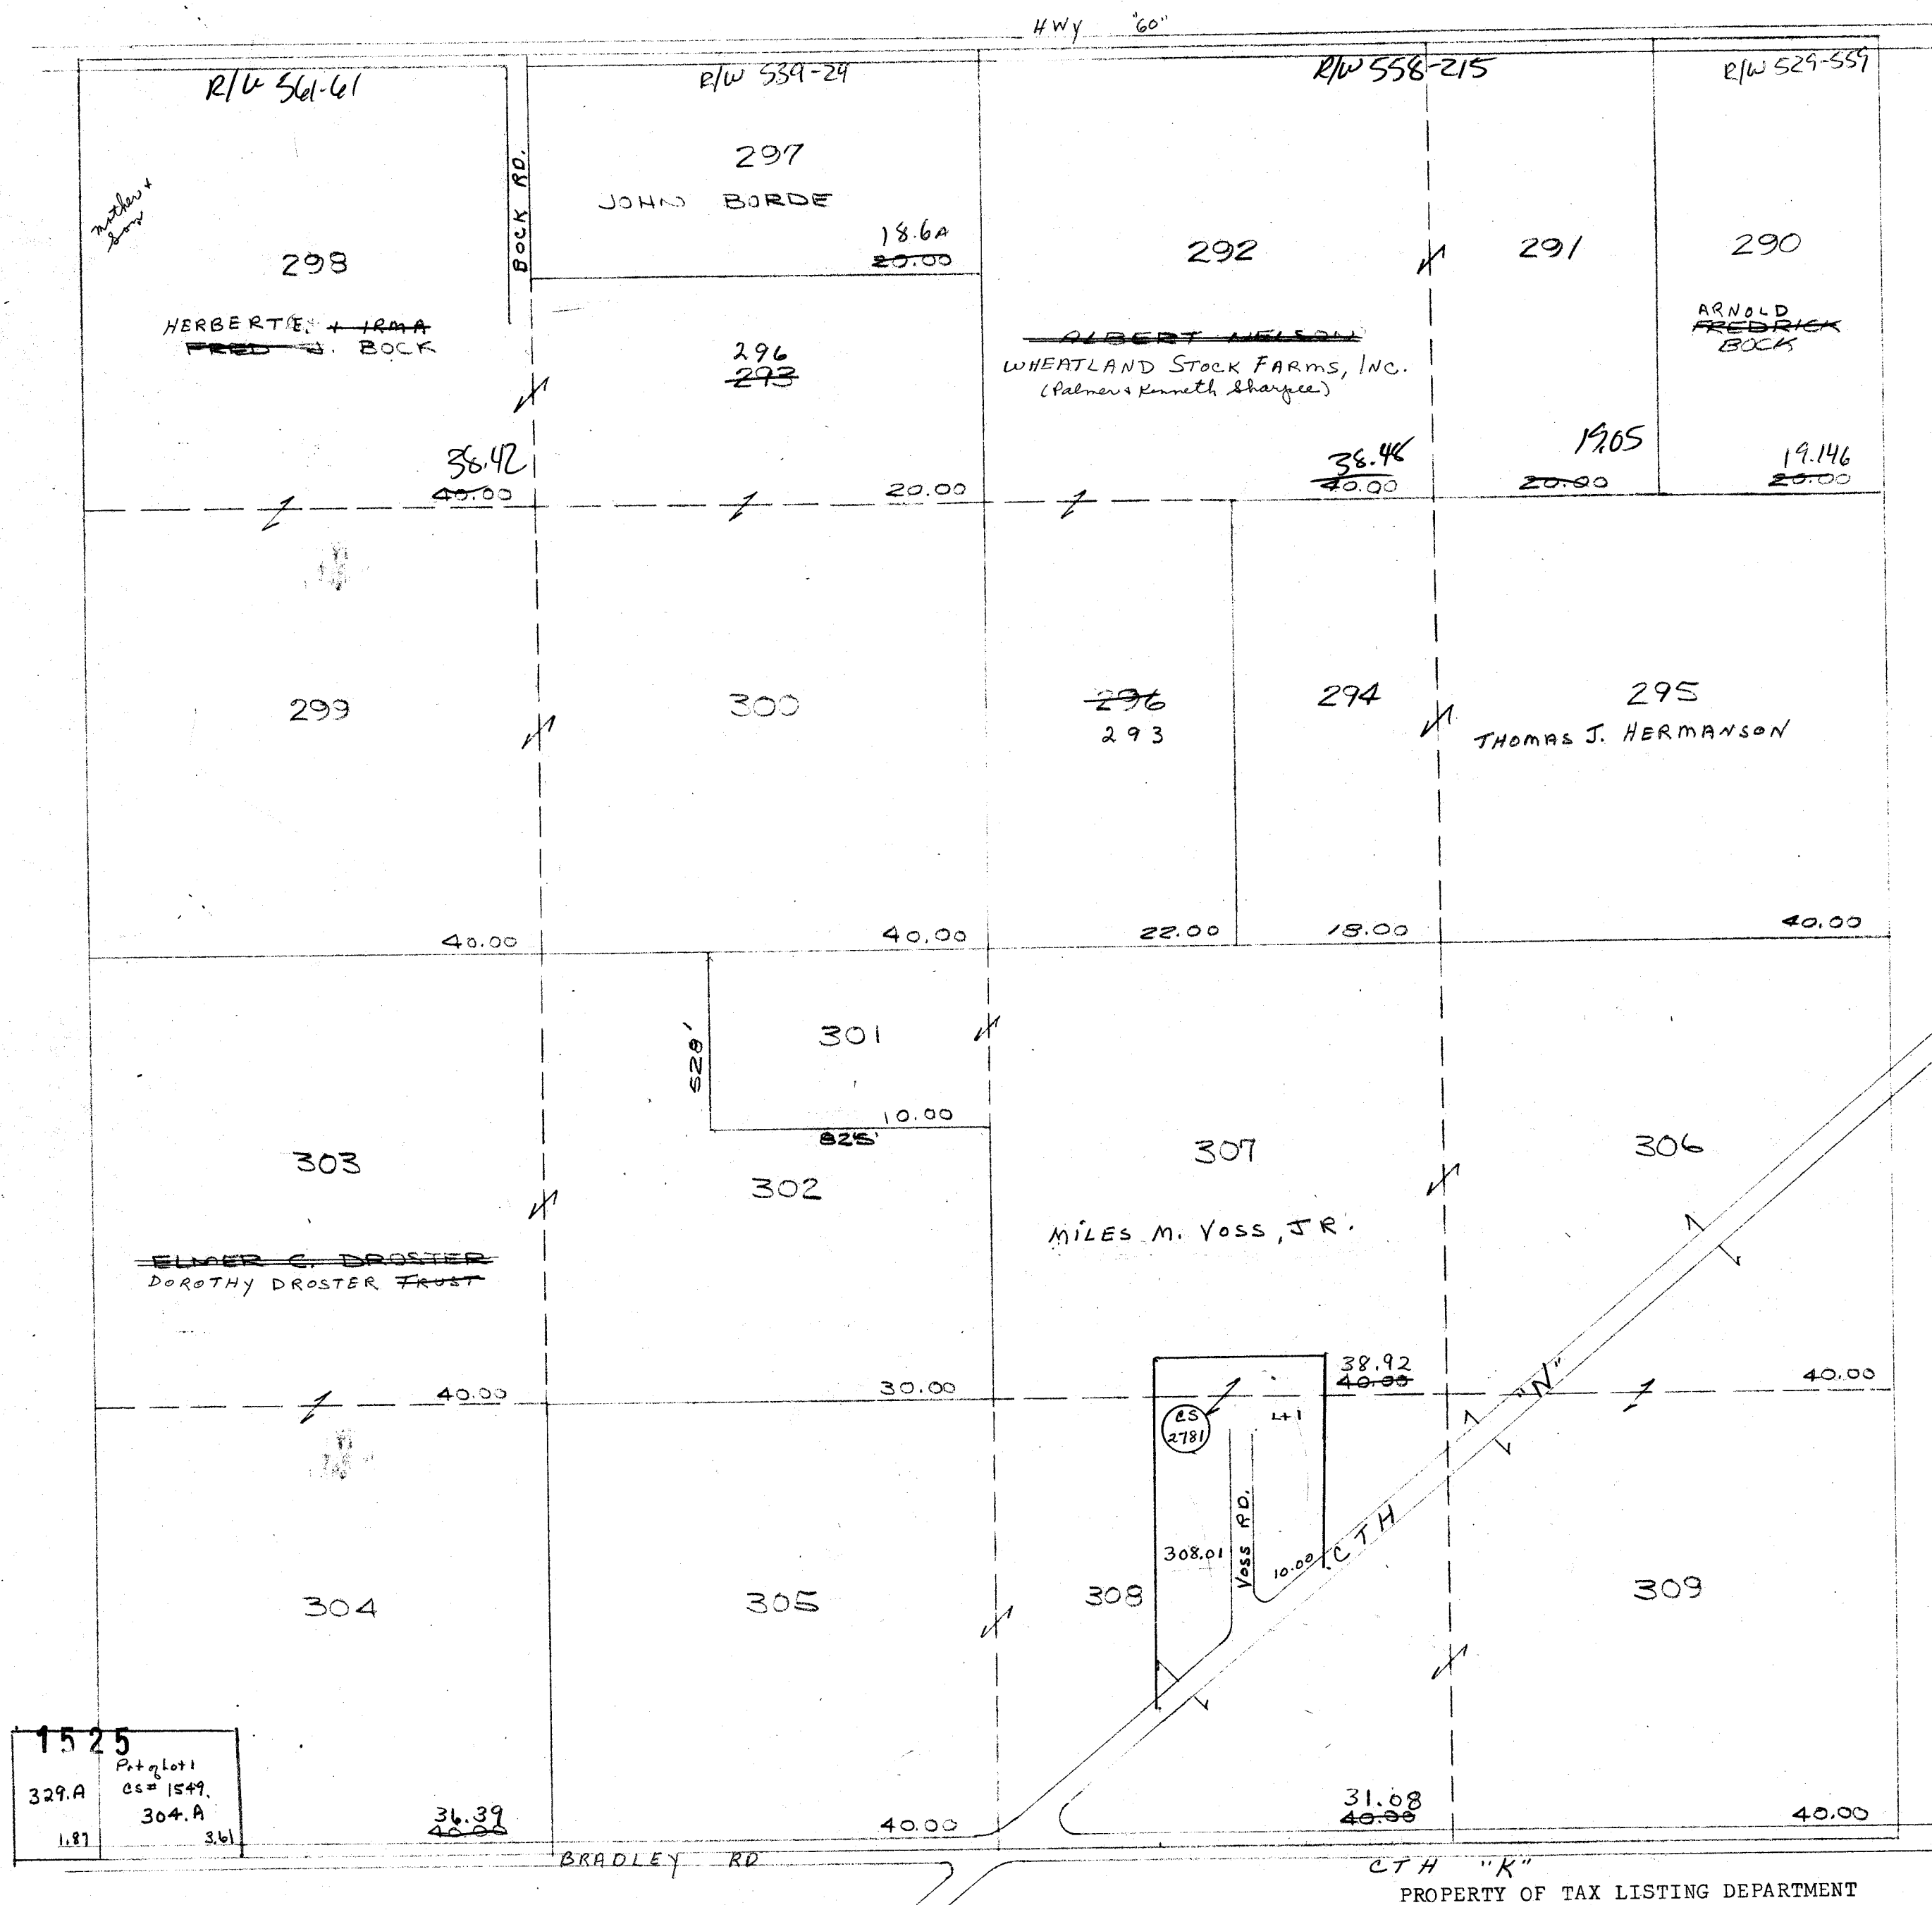 HWY "60"
R/W 561-61
R/W 539-24
R/W 558-215
R/W 529-559
BOCK RD.
297
JOHN BORDE
18.6A
20.00
Mother +
Son
298
HERBERT E. + IRMA
FRED J. BOCK
38.42
40.00
296
293
20.00
292
ALBERT NELSON
WHEATLAND STOCK FARMS, INC.
(Palmer & Kenneth Sharpee)
38.48
40.00
291
19.05
20.00
290
ARNOLD
FREDRICK
BOCK
19.146
20.00
299
40.00
300
40.00
296
293
22.00
294
18.00
295
THOMAS J. HERMANSON
40.00
303
ELMER C. DROSTER
DOROTHY DROSTER TRUST
40.00
528'
301
10.00
825'
302
30.00
307
MILES M. VOSS, JR.
38.92
40.00
306
40.00
CS
2781
Lt 1
308.01
VOSS RD.
10.00
CTH "N"
304
305
308
309
1525
329.A
1.87
Prt of Lot 1
CS# 1549.
304.A
3.61
36.39
40.00
40.00
31.08
40.00
40.00
BRADLEY RD
CTH "K"
PROPERTY OF TAX LISTING DEPARTMENT